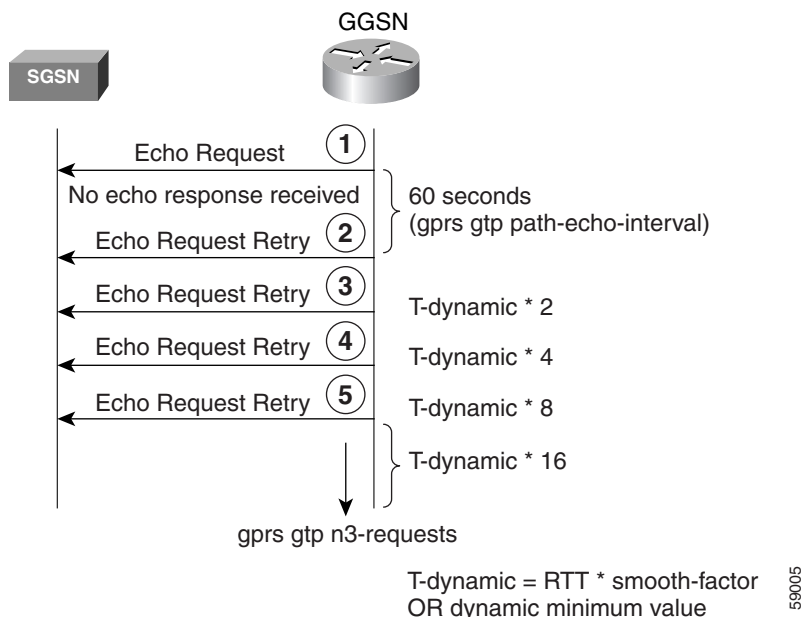 GGSN
SGSN
Echo Request 1
No echo response received
60 seconds
(gprs gtp path-echo-interval)
Echo Request Retry 2
Echo Request Retry 3
T-dynamic * 2
Echo Request Retry 4
T-dynamic * 4
Echo Request Retry 5
T-dynamic * 8
T-dynamic * 16
gprs gtp n3-requests
T-dynamic = RTT * smooth-factor
OR dynamic minimum value
59005